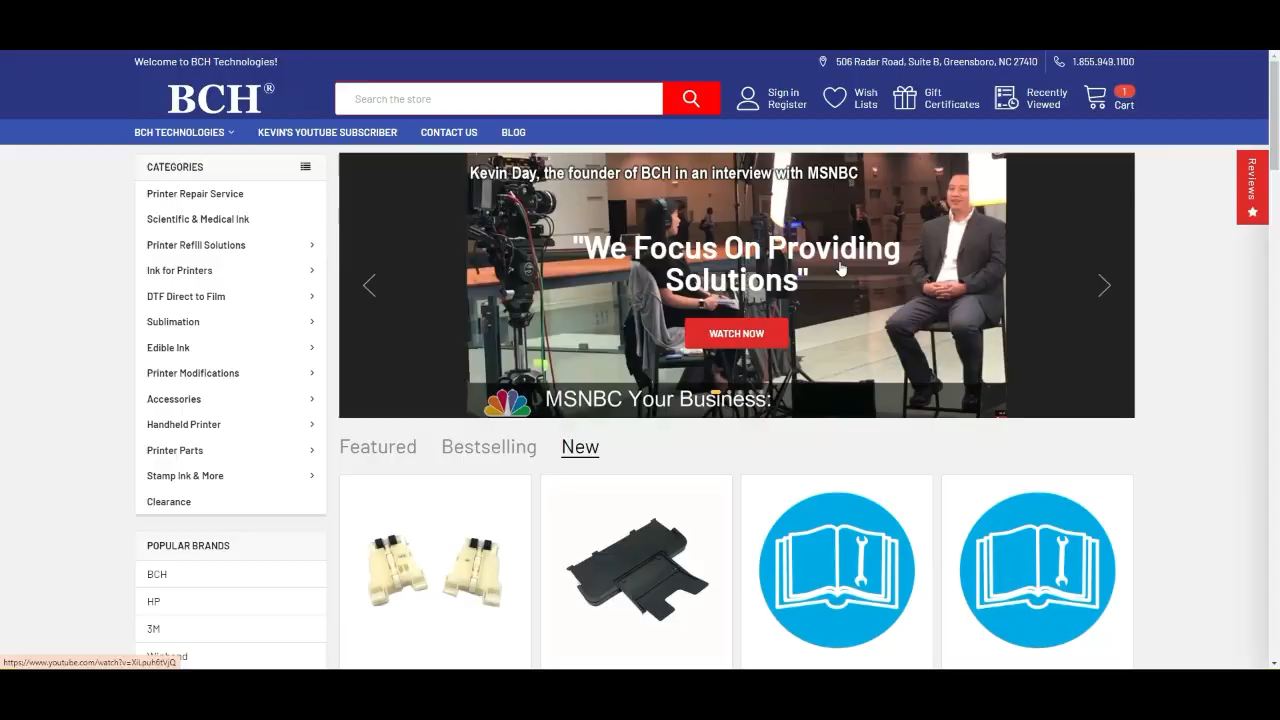 Welcome to BCH Technologies!
506 Radar Road, Suite B, Greensboro, NC 27410
1.855.949.1100
BCH®
Search the store
Sign in
Register
Wish
Lists
Gift
Certificates
Recently
Viewed
1
Cart
BCH TECHNOLOGIES
KEVIN'S YOUTUBE SUBSCRIBER
CONTACT US
BLOG
CATEGORIES
Printer Repair Service
Scientific & Medical Ink
Printer Refill Solutions
Ink for Printers
DTF Direct to Film
Sublimation
Edible Ink
Printer Modifications
Accessories
Handheld Printer
Printer Parts
Stamp Ink & More
Clearance
POPULAR BRANDS
BCH
HP
3M
Kevin Day, the founder of BCH in an interview with MSNBC
"We Focus On Providing
Solutions"
WATCH NOW
MSNBC Your Business:
Reviews
Featured
Bestselling
New